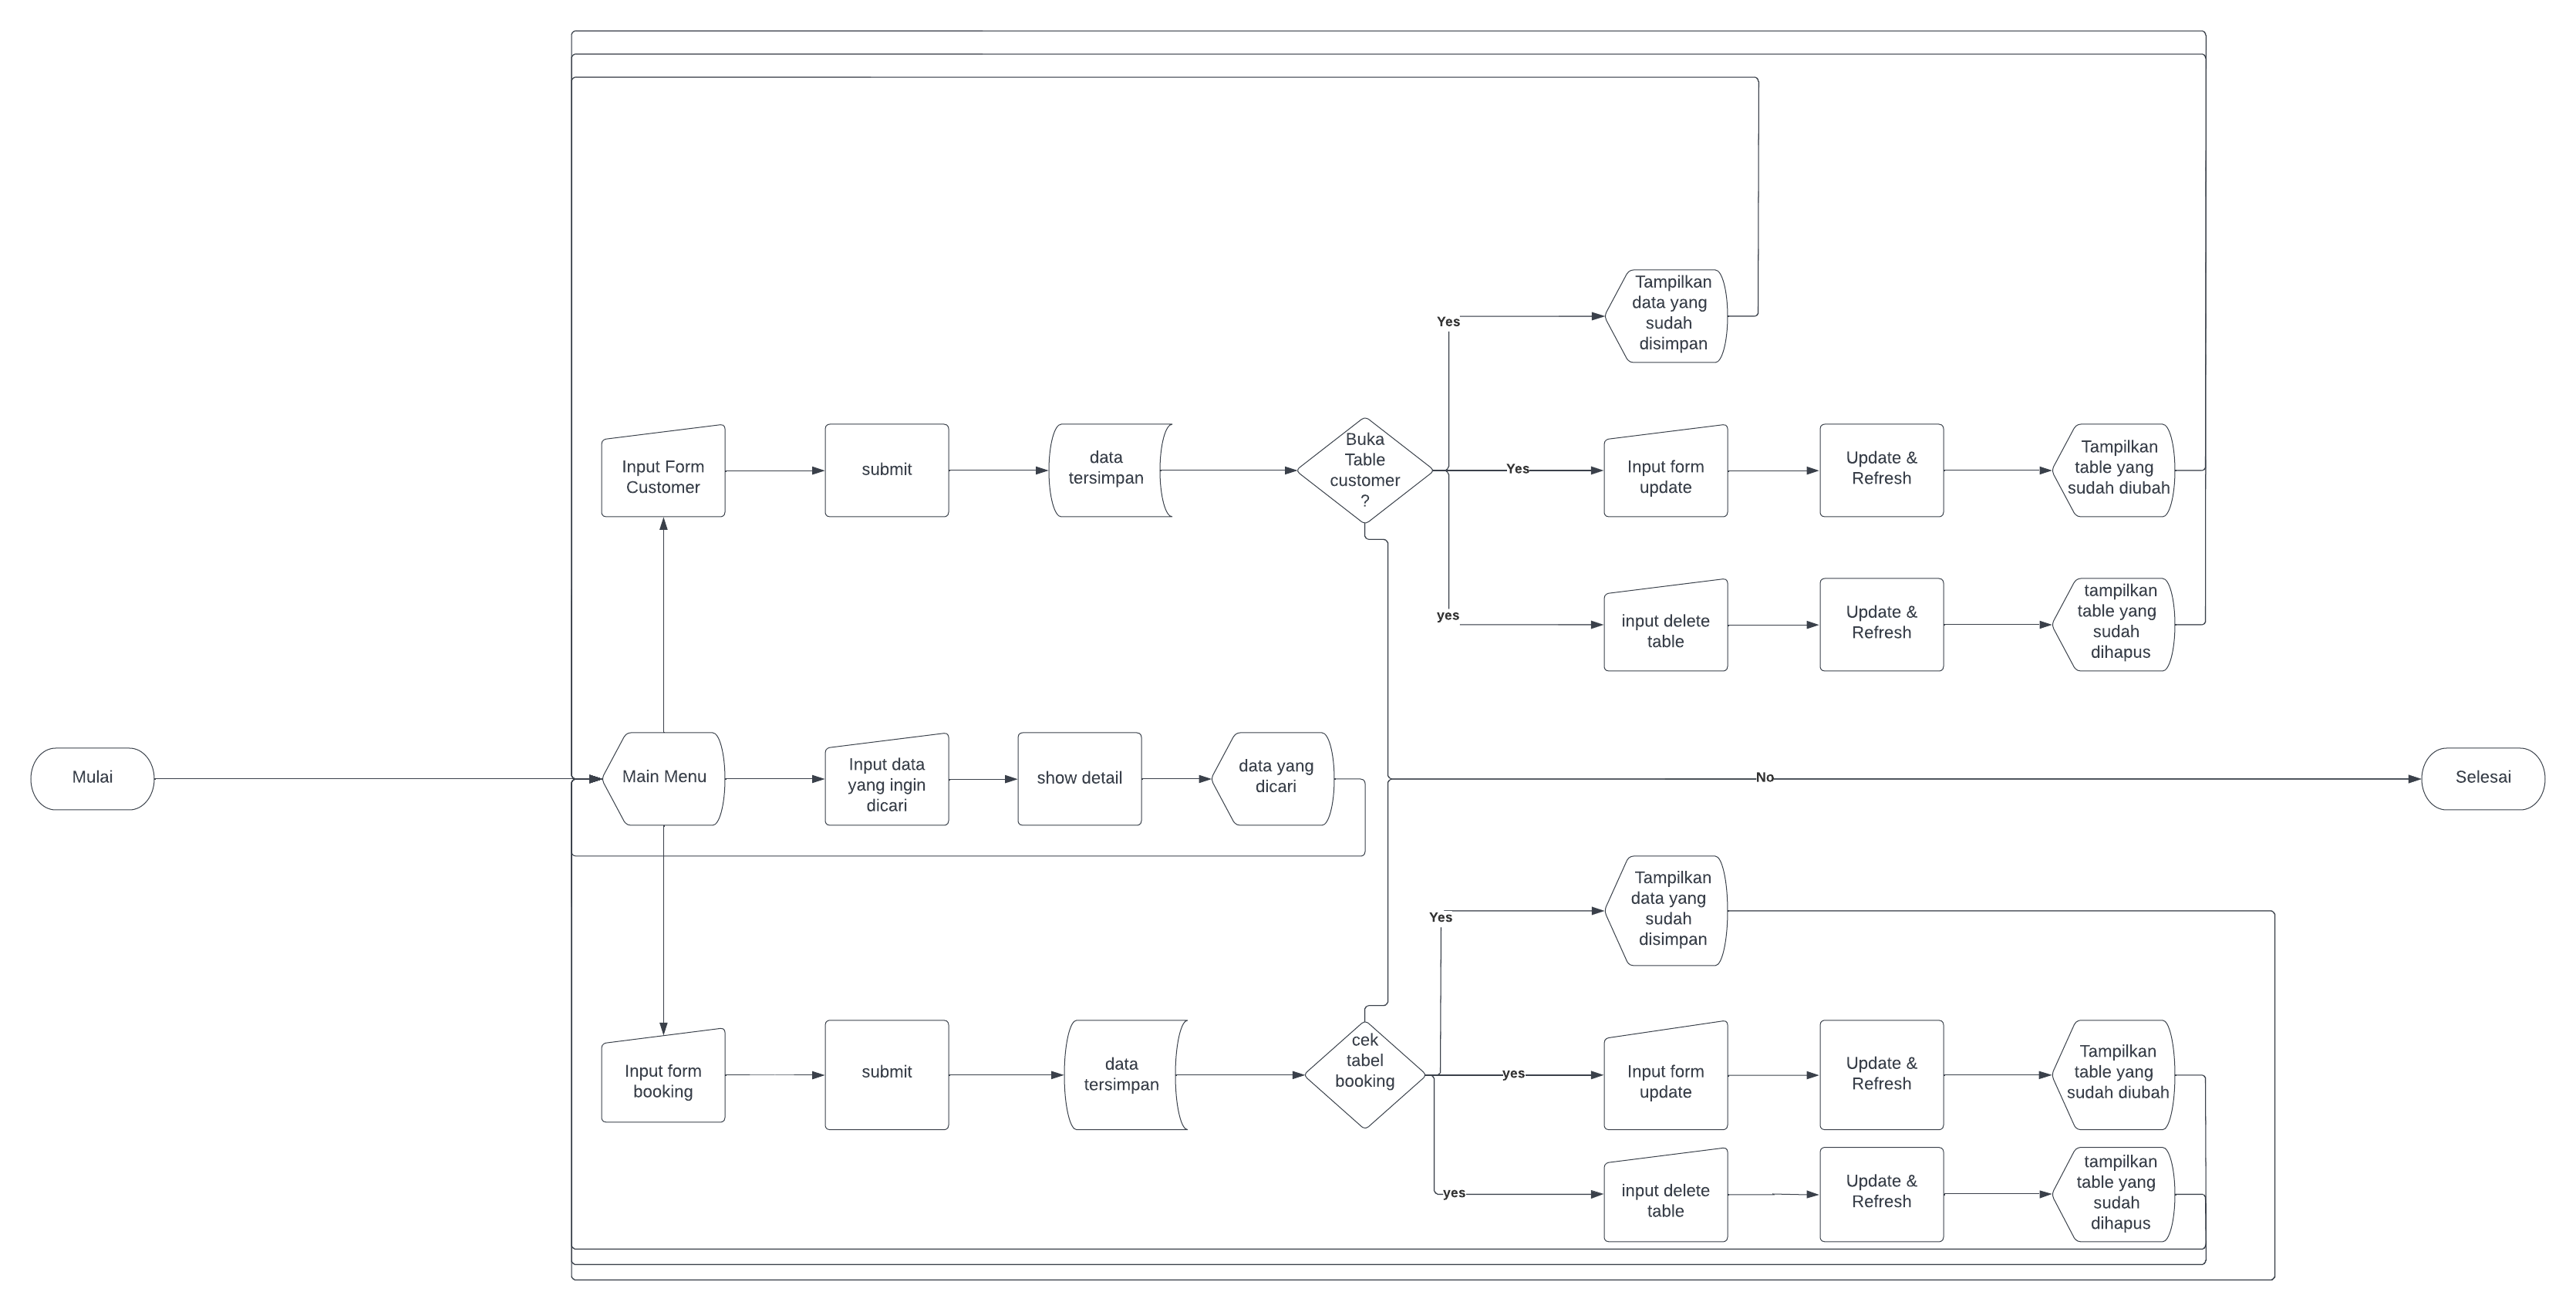 Tampilkan
data yang
sudah
disimpan
Yes
Input Form
Customer
submit
data
tersimpan
Buka
Table
customer
?
Yes
Input form
update
Update &
Refresh
Tampilkan
table yang
sudah diubah
yes
input delete
table
Update &
Refresh
tampilkan
table yang
sudah
dihapus
Mulai
Main Menu
Input data
yang ingin
dicari
show detail
data yang
dicari
No
Selesai
Yes
Tampilkan
data yang
sudah
disimpan
Input form
booking
submit
data
tersimpan
cek
tabel
booking
yes
Input form
update
Update &
Refresh
Tampilkan
table yang
sudah diubah
yes
input delete
table
Update &
Refresh
tampilkan
table yang
sudah
dihapus